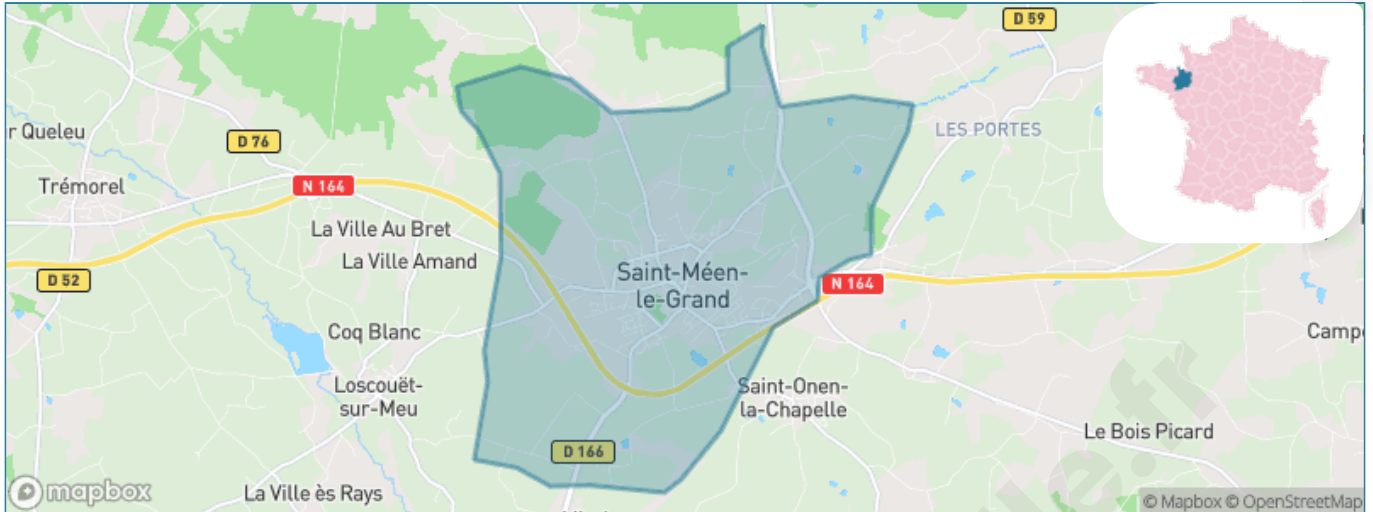 D 59
r Queleu
D 76
LES PORTES
Trémorel
N 164
La Ville Au Bret
La Ville Amand
D 52
Saint-Méen-
le-Grand
N 164
Coq Blanc
Campe
Loscouët-
sur-Meu
Saint-Onen-
la-Chapelle
Le Bois Picard
D 166
La Ville ès Rays
mapbox
© Mapbox © OpenStreetMap